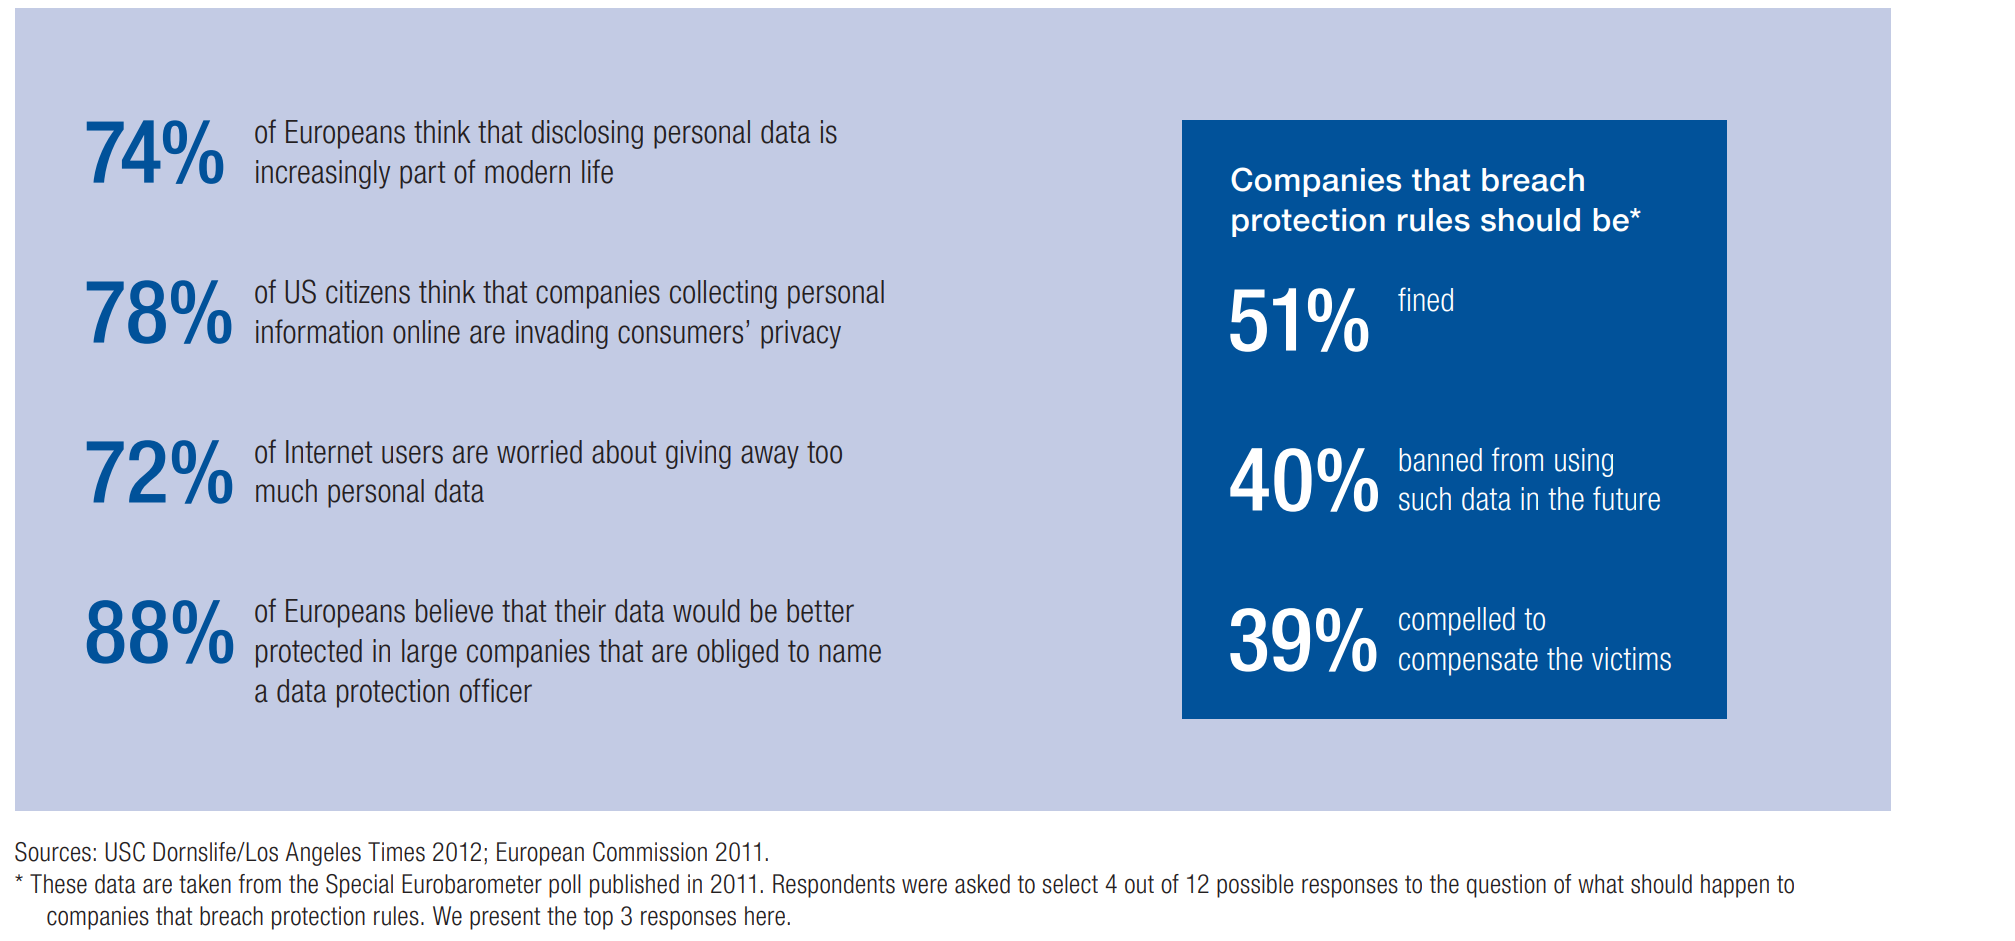 74%
of Europeans think that disclosing personal data is
increasingly part of modern life
78%
of US citizens think that companies collecting personal
information online are invading consumers’ privacy
72%
of Internet users are worried about giving away too
much personal data
88%
of Europeans believe that their data would be better
protected in large companies that are obliged to name
a data protection officer
Companies that breach
protection rules should be*
51%
fined
40%
banned from using
such data in the future
39%
compelled to
compensate the victims
Sources: USC Dornslife/Los Angeles Times 2012; European Commission 2011.
* These data are taken from the Special Eurobarometer poll published in 2011. Respondents were asked to select 4 out of 12 possible responses to the question of what should happen to
companies that breach protection rules. We present the top 3 responses here.